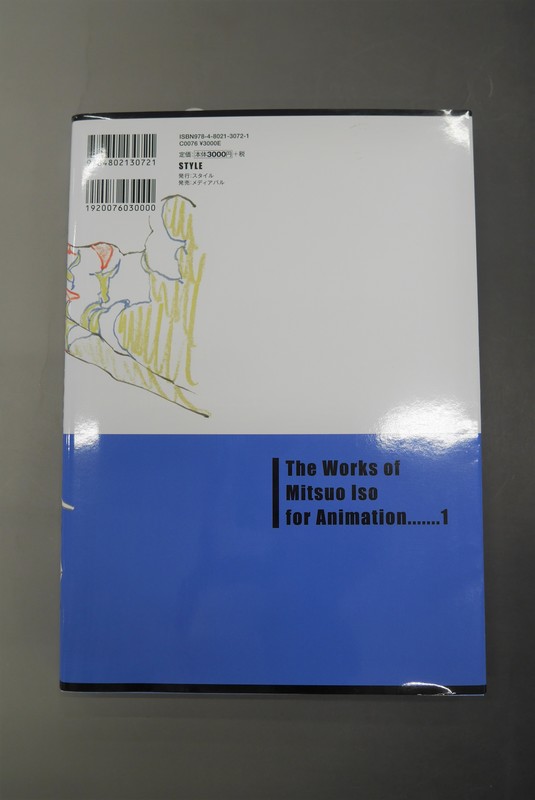 ISBN978-4-8021-3072-1
C0076 ¥3000E
定価:本体3000円+税
STYLE
発行:スタイル
発売:メディアパル
4802130721
1920076030000
The Works of
Mitsuo Iso
for Animation.......1